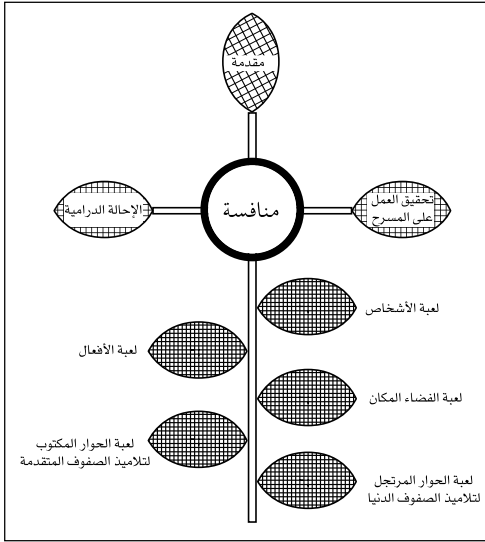 مقدمة
تحقيق العمل
على المسرح
منافسة
الإحالة الدرامية
لعبة الأشخاص
لعبة الأفعال
لعبة الفضاء المكان
لعبة الحوار المكتوب
لتلاميذ الصفوف المتقدمة
لعبة الحوار المرتجل
لتلاميذ الصفوف الدنيا